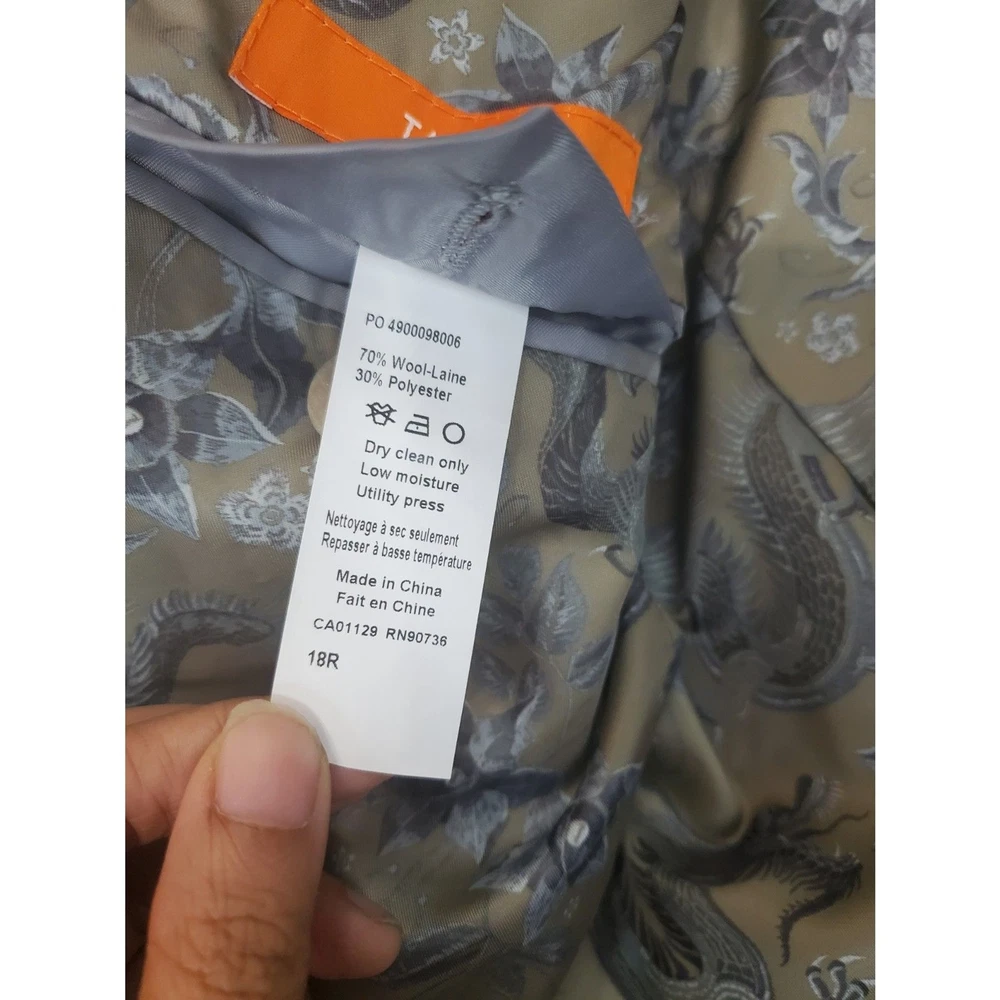 PO 4900098006
70% Wool-Laine
30% Polyester
Dry clean only
Low moisture
Utility press
Nettoyage à sec seulement
Repasser à basse température
Made in China
Fait en Chine
CA01129 RN90736
18R